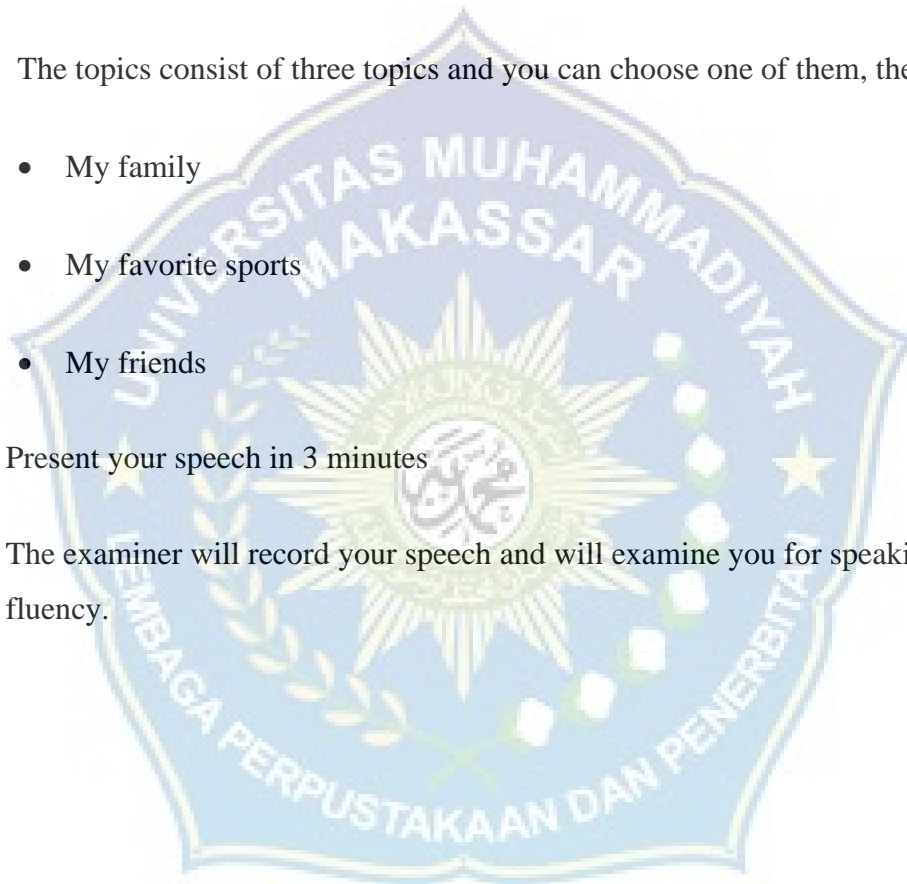 The topics consist of three topics and you can choose one of them, the
• My family
UNIVERSITAS MUHAMMADIYAH
MAKASSAR
• My favorite sports
• My friends
Present your speech in 3 minutes
The examiner will record your speech and will examine you for speaki
fluency.
LEMBAGA PERPUSTAKAAN DAN PENERBITAN